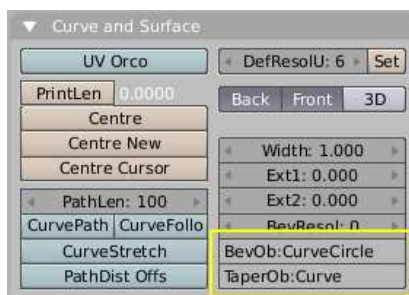 Curve and Surface
UV Orco
DefResolU: 6 Set
PrintLen 0.0000
Back Front 3D
Centre
Centre New
Centre Cursor
Width: 1.000
Ext1: 0.000
Ext2: 0.000
BevResol: 0
PathLen: 100
CurvePath CurveFollo
CurveStretch
PathDist Offs
BevOb:CurveCircle
TaperOb:Curve